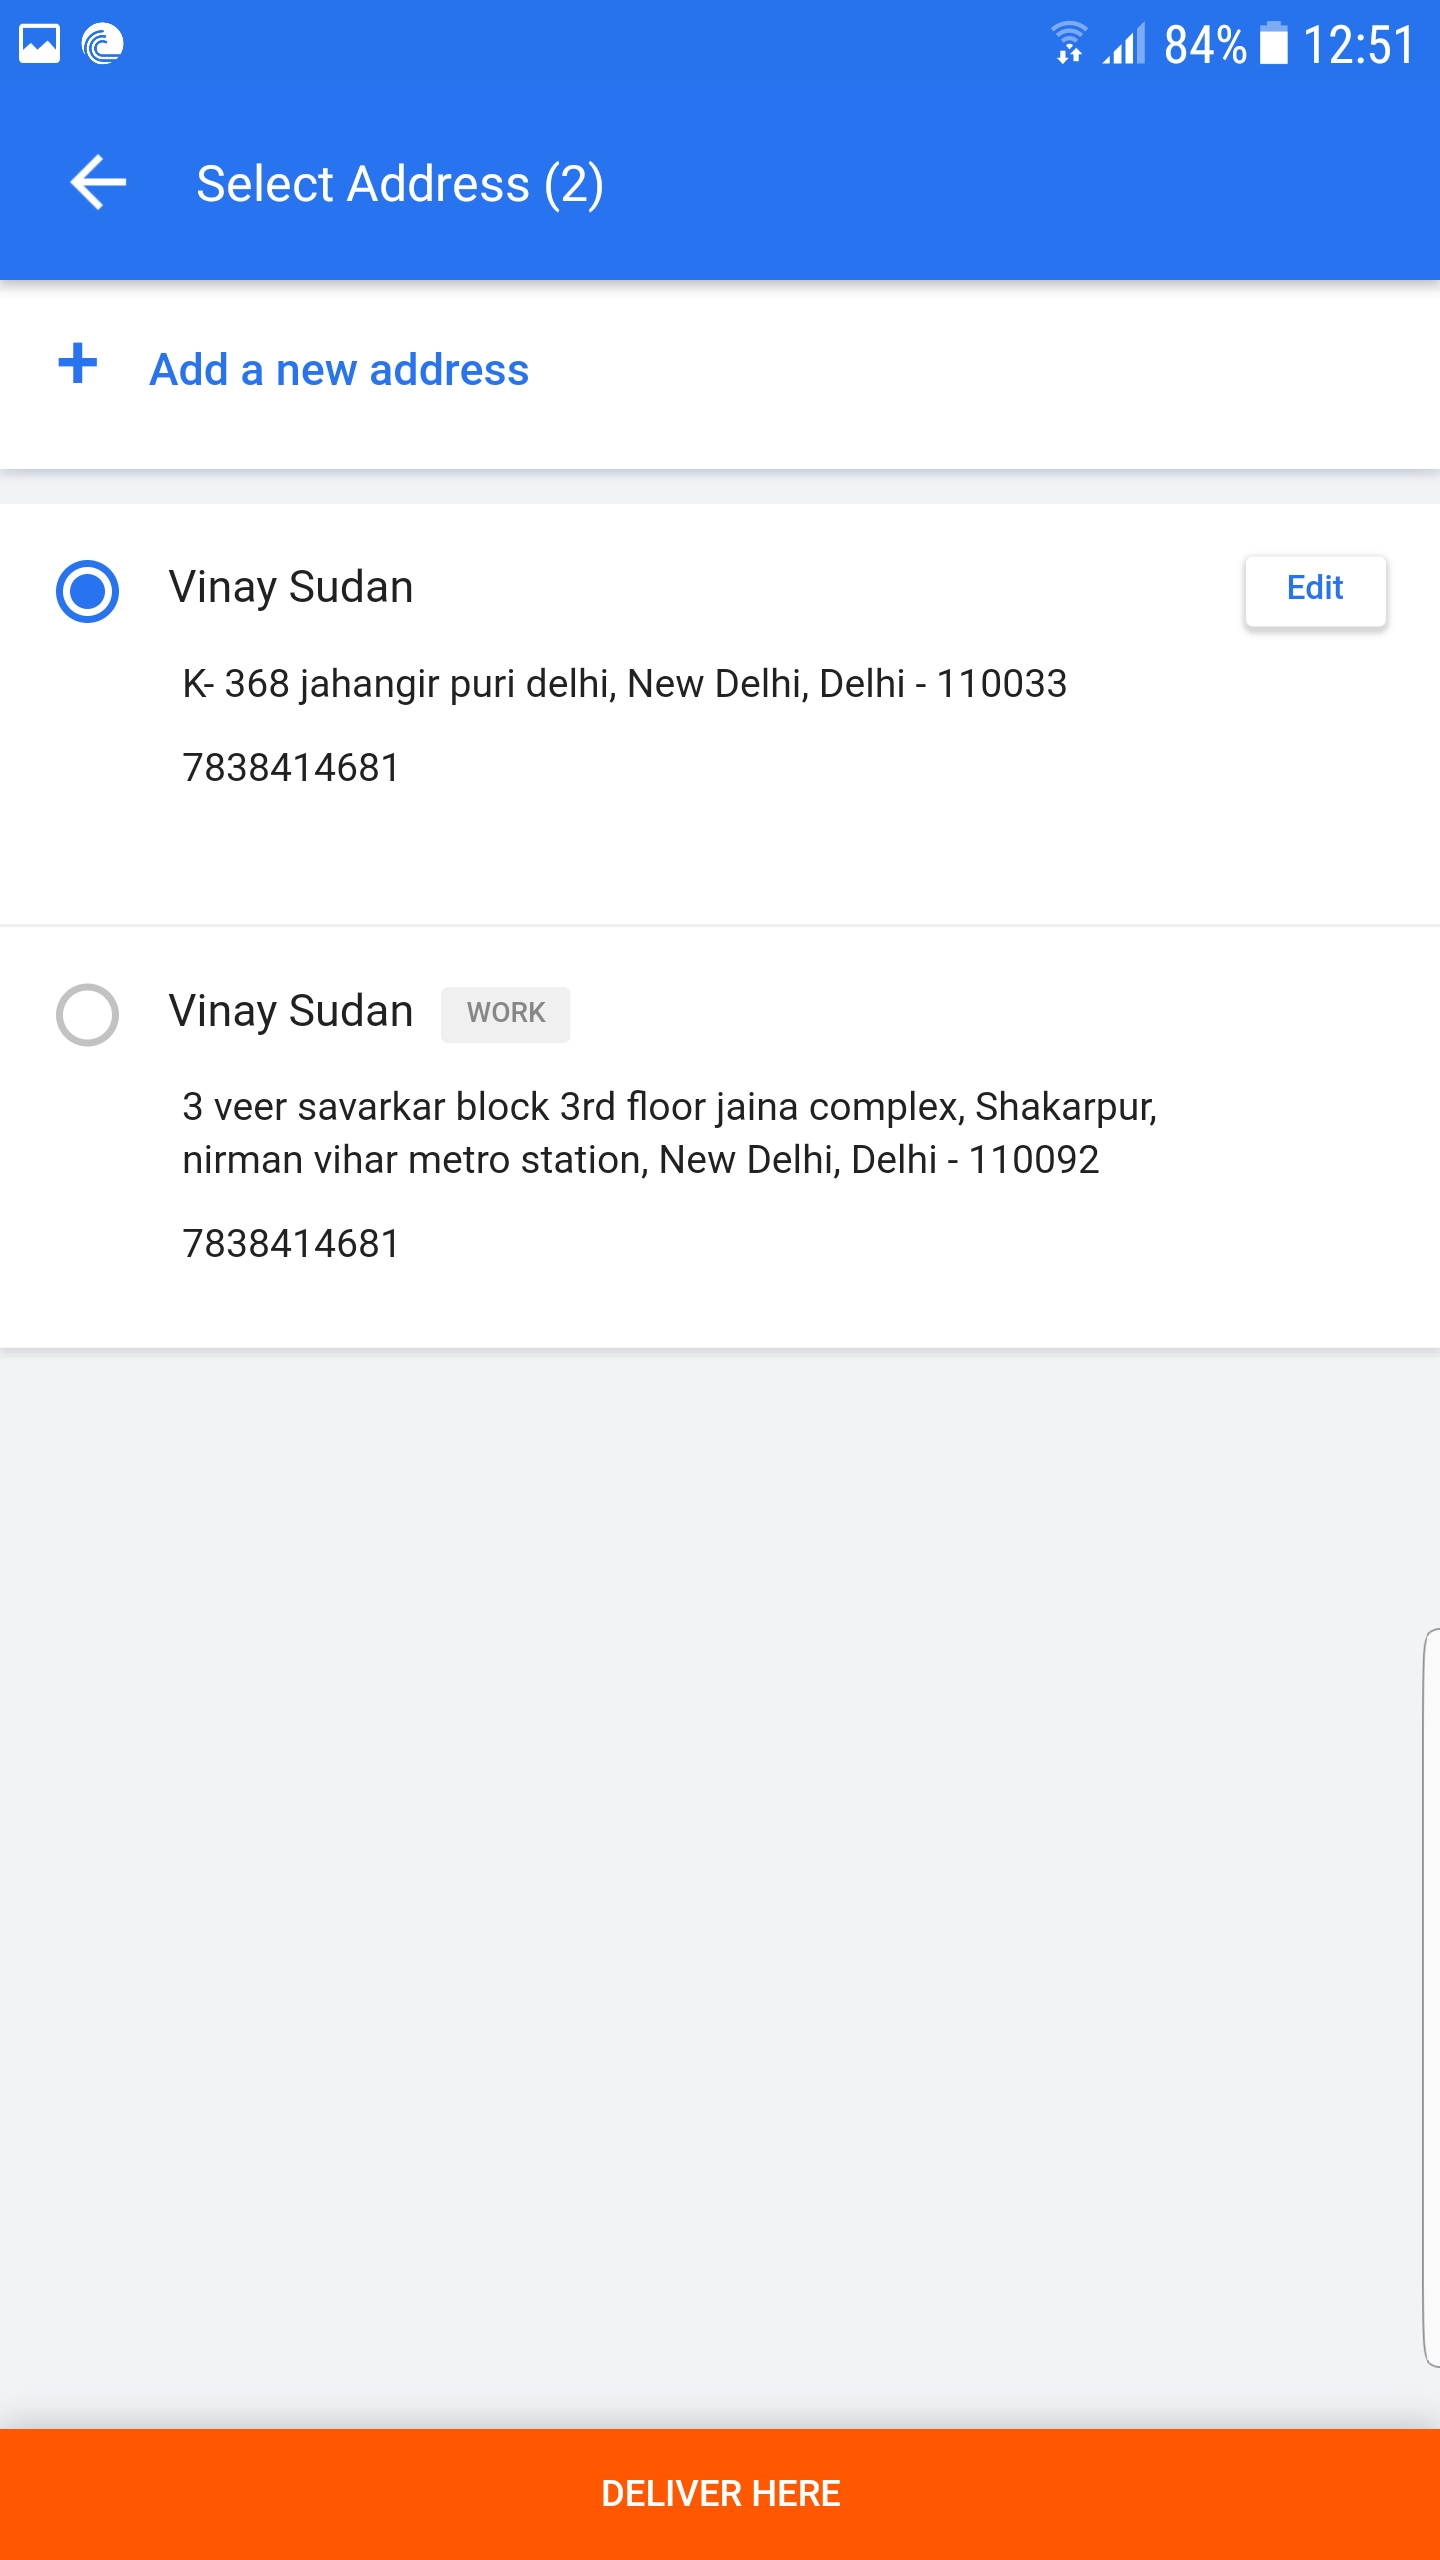 84% 12:51
Select Address (2)
+ Add a new address
Vinay Sudan Edit
K- 368 jahangir puri delhi, New Delhi, Delhi - 110033
7838414681
Vinay Sudan WORK
3 veer savarkar block 3rd floor jaina complex, Shakarpur,
nirman vihar metro station, New Delhi, Delhi - 110092
7838414681
DELIVER HERE